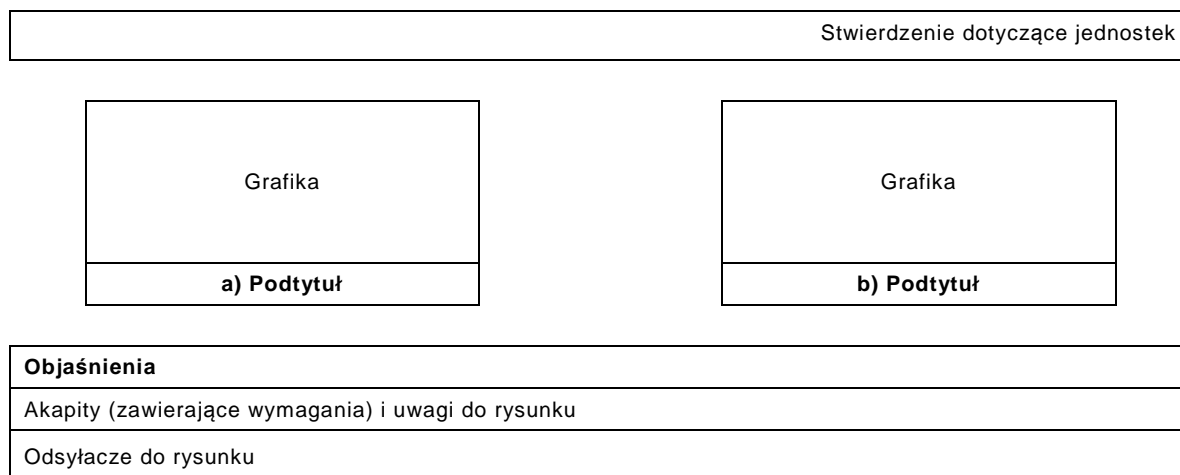 Stwierdzenie dotyczące jednostek
Grafika
Grafika
a) Podtytuł
b) Podtytuł
Objaśnienia
Akapity (zawierające wymagania) i uwagi do rysunku
Odsyłacze do rysunku